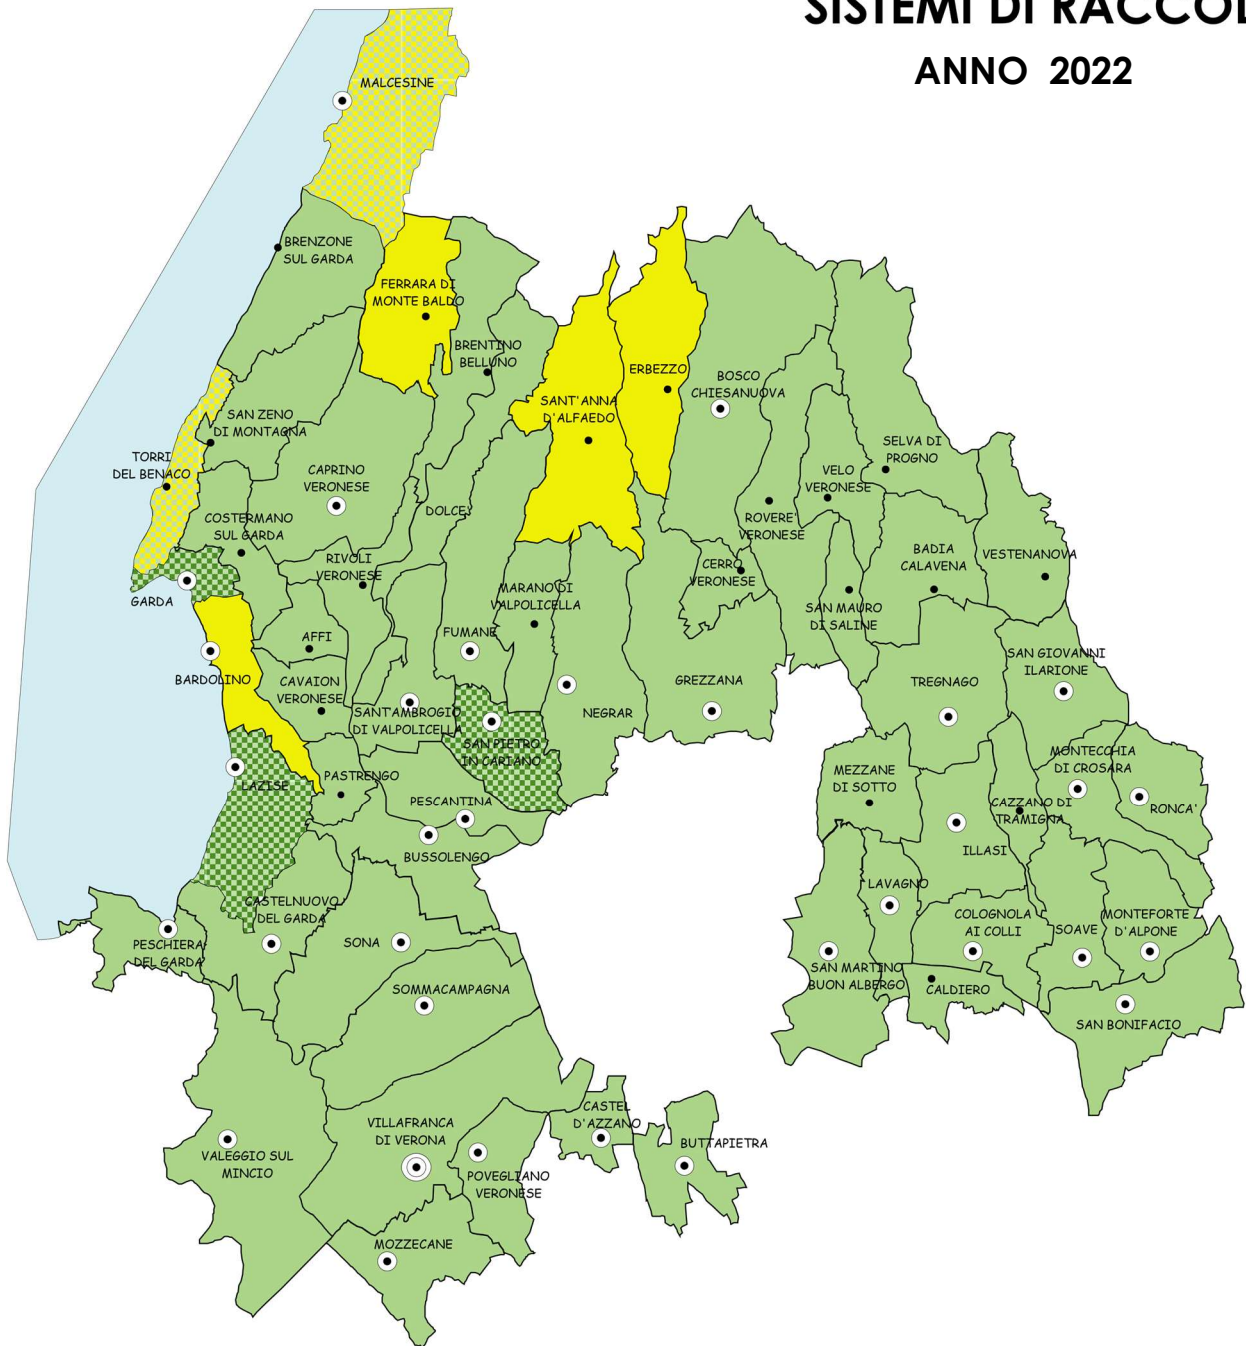 SISTEMI DI RACCOL
ANNO 2022
MALCESINE
BRENZONE
SUL GARDA
FERRARA DI
MONTE BALDO
BRENTINO
BELLUNO
ERBEZZO
BOSCO
CHIESANUOVA
SANT'ANNA
D'ALFAEDO
SAN ZENO
DI MONTAGNA
TORRI
DEL BENACO
CAPRINO
VERONESE
SELVA DI
PROGNO
VELO
VERONESE
DOLCE'
COSTERMANO
SUL GARDA
ROVERE'
VERONESE
RIVOLI
VERONESE
CERRO
VERONESE
BADIA
CALAVENA
VESTENANOVA
MARANO DI
VALPOLICELLA
GARDA
SAN MAURO
DI SALINE
AFFI
FUMANE
SAN GIOVANNI
ILARIONE
BARDOLINO
CAVAION
VERONESE
GREZZANA
TREGNAGO
SANT'AMBROGIO
DI VALPOLICELLA
NEGRAR
SAN PIETRO
IN CARIANO
MONTECCHIA
DI CROSARA
LAZISE
PASTRENGO
MEZZANE
DI SOTTO
PESCANTINA
CAZZANO DI
TRAMIGNA
RONCA'
BUSSOLENGO
ILLASI
LAVAGNO
CASTELNUOVO
DEL GARDA
COLOGNOLA
AI COLLI
SOAVE
MONTEFORTE
D'ALPONE
PESCHIERA
DEL GARDA
SONA
SAN MARTINO
BUON ALBERGO
CALDIERO
SOMMACAMPAGNA
SAN BONIFACIO
CASTEL
D'AZZANO
VILLAFRANCA
DI VERONA
BUTTAPIETRA
VALEGGIO SUL
MINCIO
POVEGLIANO
VERONESE
MOZZECANE